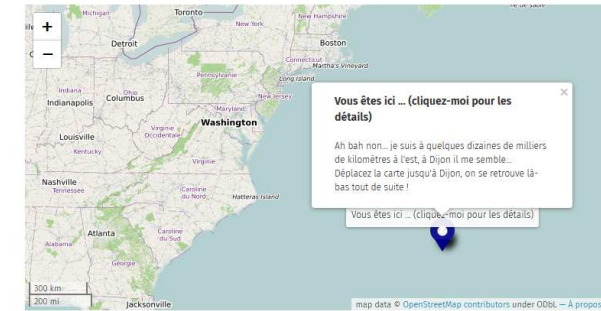 Michigan
Toronto
New York
New Hampshire
Île de Sable
+
Detroit
Boston
−
Connecticut
Martha's Vineyard
Pennsylvanie
Long Island
Indiana
Ohio
New Jersey
Indianapolis
Columbus
Maryland
Washington
Louisville
Virginie
Occidentale
Kentucky
Virginie
Nashville
Tennessee
Caroline
du Nord
Hatteras Island
Atlanta
Caroline
du Sud
Alabama
Georgie
Jacksonville
×
Vous êtes ici ... (cliquez-moi pour les
détails)
Ah bah non... je suis à quelques dizaines de milliers
de kilomètres à l'est, à Dijon il me semble...
Déplacez la carte jusqu'à Dijon, on se retrouve là-
bas tout de suite !
Vous êtes ici ... (cliquez-moi pour les détails)
300 km
200 mi
map data © OpenStreetMap contributors under ODbL — À propos